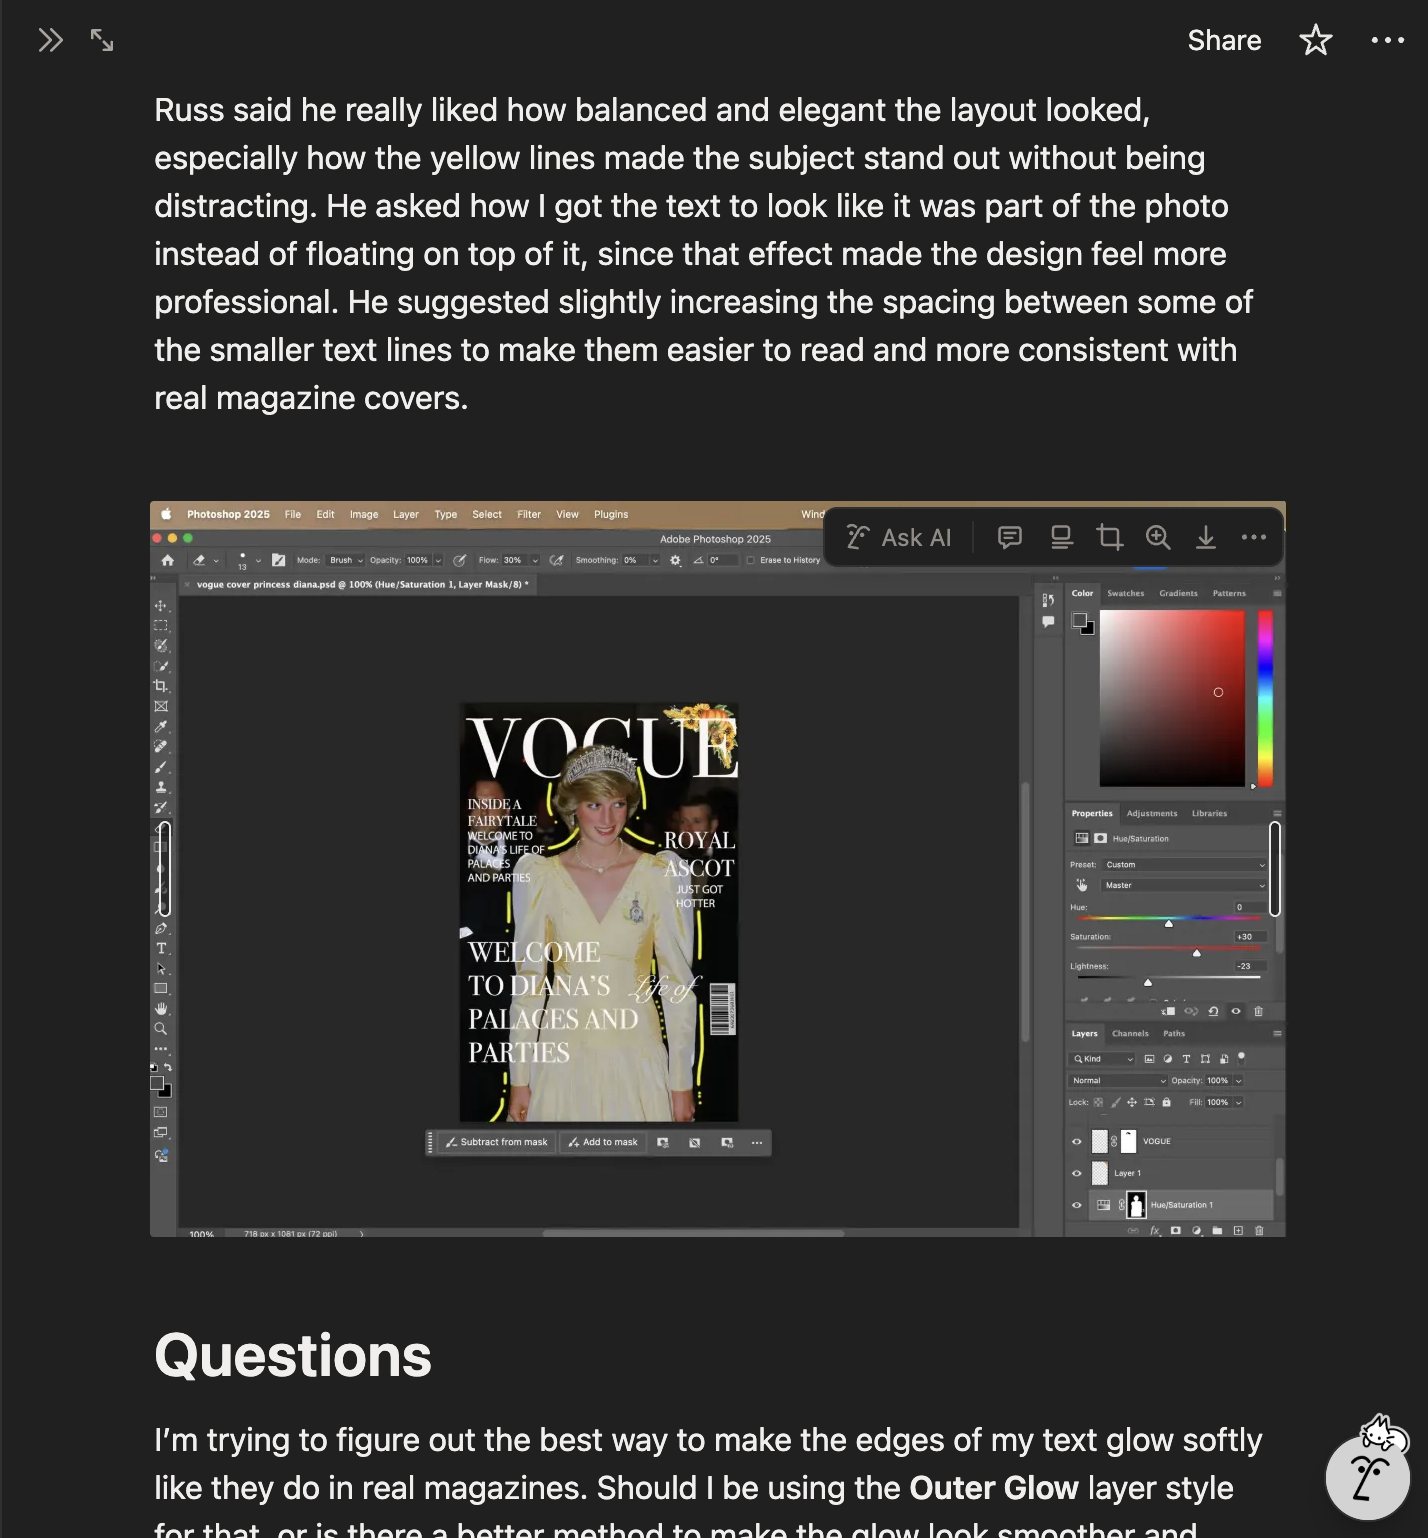 Share
Russ said he really liked how balanced and elegant the layout looked,
especially how the yellow lines made the subject stand out without being
distracting. He asked how I got the text to look like it was part of the photo
instead of floating on top of it, since that effect made the design feel more
professional. He suggested slightly increasing the spacing between some of
the smaller text lines to make them easier to read and more consistent with
real magazine covers.
Photoshop 2025 File Edit Image Layer Type Select Filter View Plugins Wind
Ask AI
Adobe Photoshop 2025
13 Mode: Brush Opacity: 100% Flow: 30% Smoothing: 0% 0° Erase to History
× vogue cover princess diana.psd @ 100% (Hue/Saturation 1, Layer Mask/8) *
Color Swatches Gradients Patterns
VOGUE
INSIDE A
FAIRYTALE
WELCOME TO
DIANA'S LIFE OF
PALACES
AND PARTIES
ROYAL
ASCOT
JUST GOT
HOTTER
WELCOME
TO DIANA'S Life of
PALACES AND
PARTIES
Subtract from mask Add to mask
100% 718 px x 1081 px (72 ppi)
Properties Adjustments Libraries
Hue/Saturation
Preset: Custom
Master
Hue: 0
Saturation: +30
Lightness: -23
Layers Channels Paths
Kind
Normal Opacity: 100%
Lock: Fill: 100%
VOGUE
Layer 1
Hue/Saturation 1
fx
Questions
I'm trying to figure out the best way to make the edges of my text glow softly
like they do in real magazines. Should I be using the Outer Glow layer style
for that, or is there a better method to make the glow look smoother and